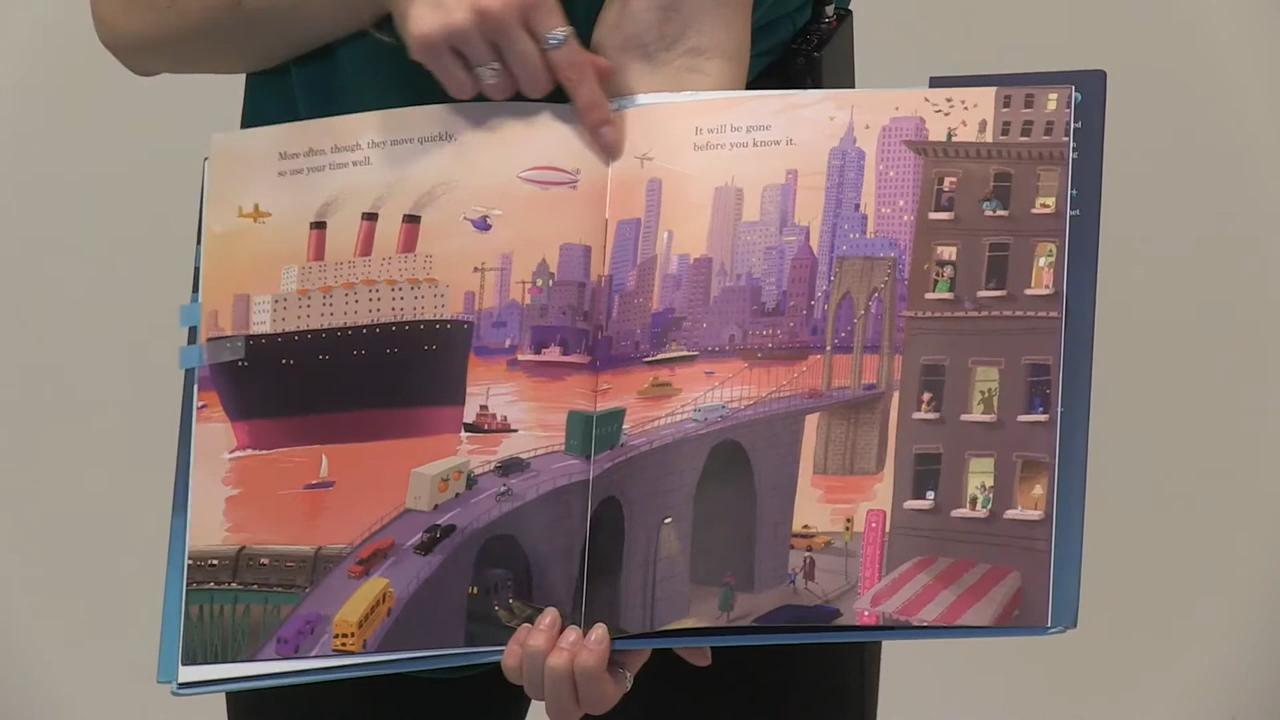 More often, though, they move quickly,
so use your time well.
It will be gone
before you know it.